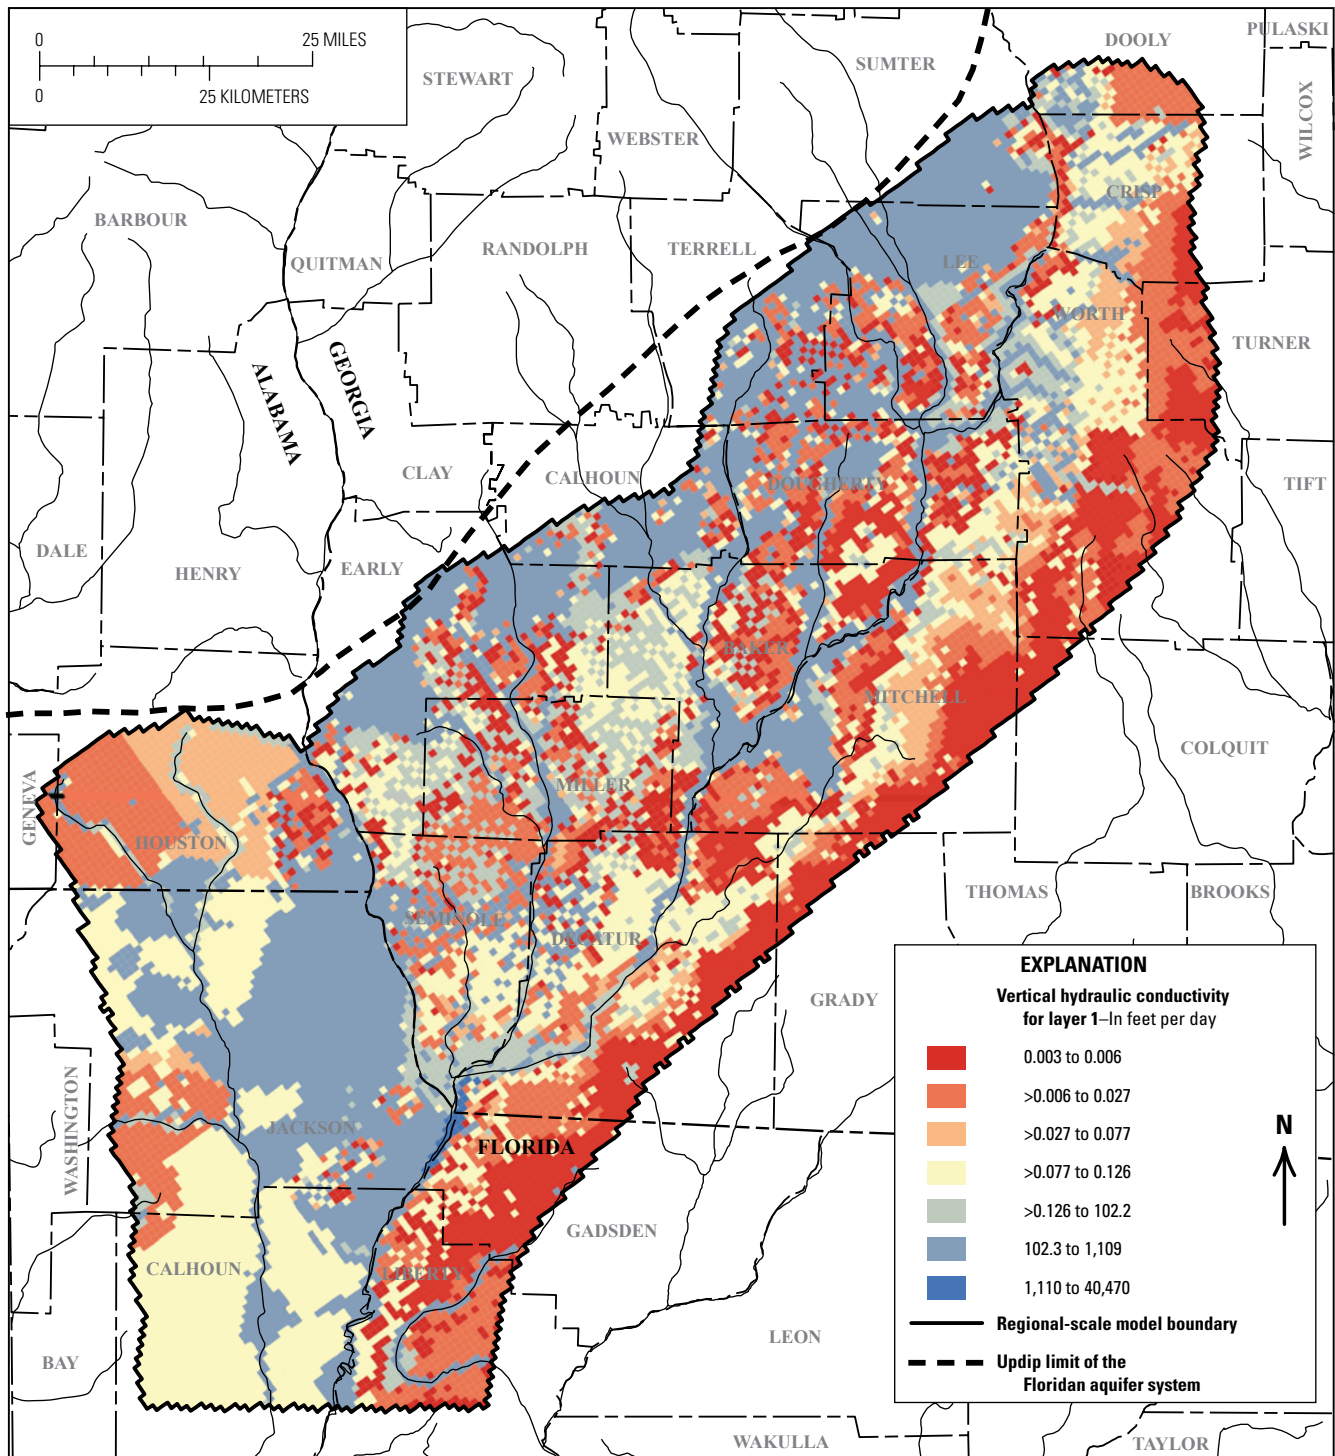 0 25 MILES
0 25 KILOMETERS
PULASKI
DOOLY
SUMTER
STEWART
WILCOX
WEBSTER
CRISP
BARBOUR
RANDOLPH
TERRELL
QUITMAN
LEE
WORTH
TURNER
GEORGIA
ALABAMA
CLAY
CALHOUN
DOUGHERTY
TIFT
DALE
HENRY
EARLY
BAKER
MITCHELL
COLQUIT
GENEVA
MILLER
HOUSTON
THOMAS
BROOKS
SEMINOLE
DECATUR
GRADY
WASHINGTON
JACKSON
FLORIDA
GADSDEN
CALHOUN
LIBERTY
LEON
BAY
WAKULLA
TAYLOR
EXPLANATION
Vertical hydraulic conductivity
for layer 1–In feet per day
0.003 to 0.006
>0.006 to 0.027
>0.027 to 0.077
>0.077 to 0.126
>0.126 to 102.2
102.3 to 1,109
1,110 to 40,470
Regional-scale model boundary
Updip limit of the
Floridan aquifer system
N